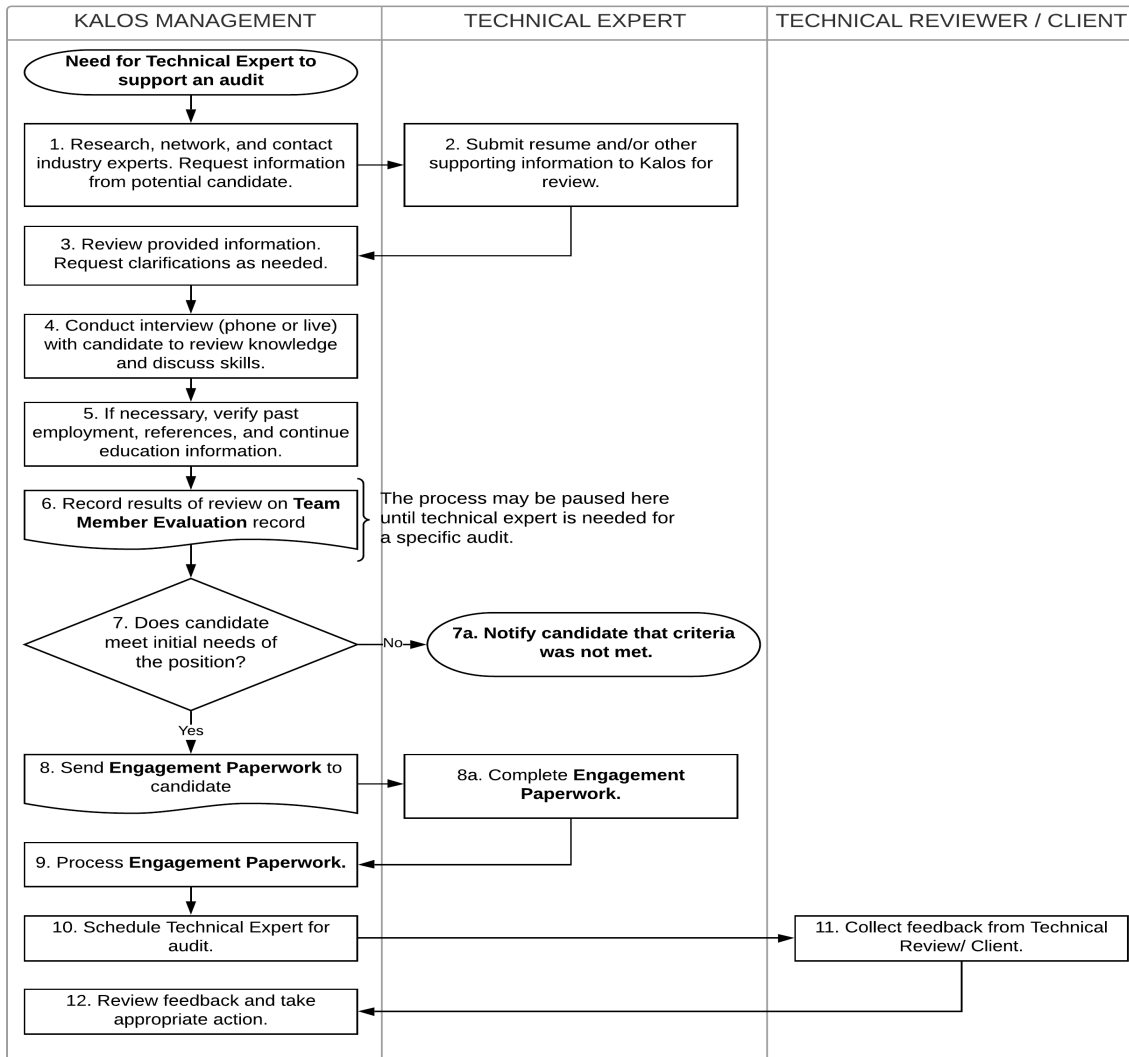 KALOS MANAGEMENT
TECHNICAL EXPERT
TECHNICAL REVIEWER / CLIENT
Need for Technical Expert to
support an audit
1. Research, network, and contact
industry experts. Request information
from potential candidate.
2. Submit resume and/or other
supporting information to Kalos for
review.
3. Review provided information.
Request clarifications as needed.
4. Conduct interview (phone or live)
with candidate to review knowledge
and discuss skills.
5. If necessary, verify past
employment, references, and continue
education information.
6. Record results of review on Team
Member Evaluation record
The process may be paused here
until technical expert is needed for
a specific audit.
7. Does candidate
meet initial needs of
the position?
No
7a. Notify candidate that criteria
was not met.
Yes
8. Send Engagement Paperwork to
candidate
8a. Complete Engagement
Paperwork.
9. Process Engagement Paperwork.
10. Schedule Technical Expert for
audit.
11. Collect feedback from Technical
Review/ Client.
12. Review feedback and take
appropriate action.